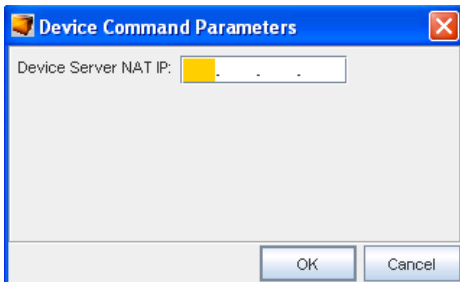 Device Command Parameters
Device Server NAT IP: . . .
OK Cancel